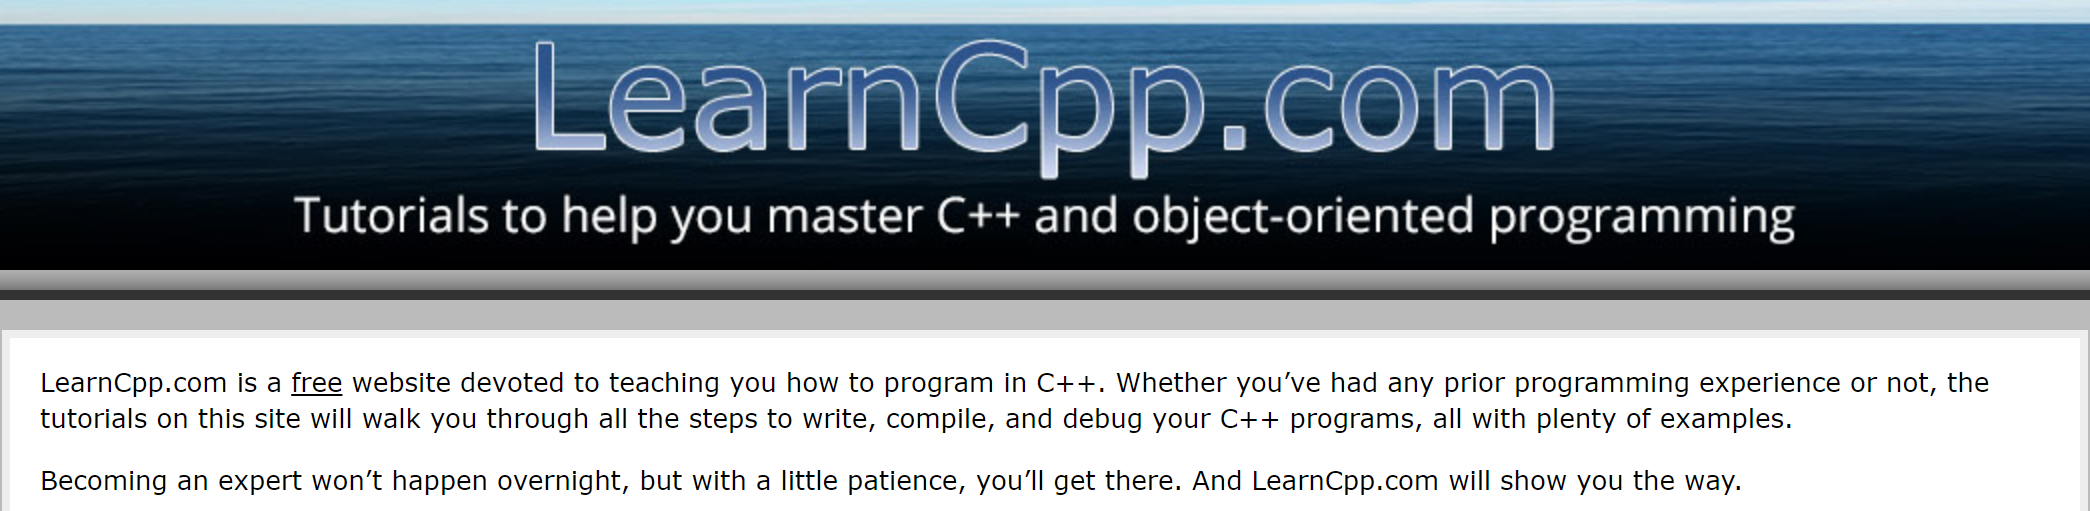 LearnCpp.com
Tutorials to help you master C++ and object-oriented programming
LearnCpp.com is a free website devoted to teaching you how to program in C++. Whether you’ve had any prior programming experience or not, the
tutorials on this site will walk you through all the steps to write, compile, and debug your C++ programs, all with plenty of examples.
Becoming an expert won’t happen overnight, but with a little patience, you’ll get there. And LearnCpp.com will show you the way.